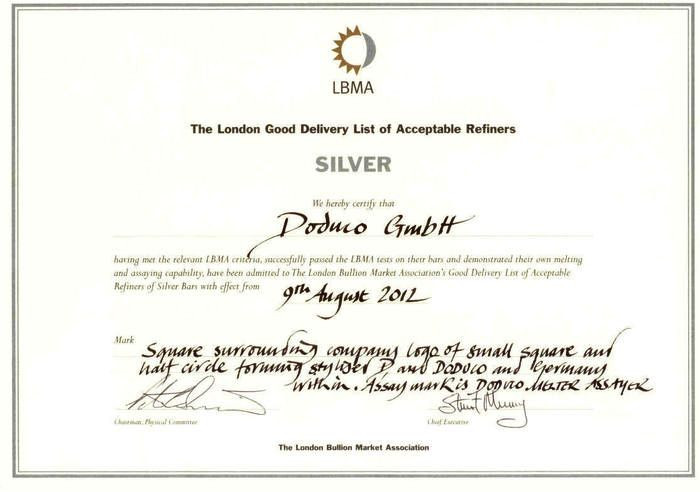 LBMA
The London Good Delivery List of Acceptable Refiners
SILVER
We hereby certify that
Doduco GmbH
having met the relevant LBMA criteria, successfully passed the LBMA tests on their bars and demonstrated their own melting
and assaying capability, have been admitted to The London Bullion Market Association's Good Delivery List of Acceptable
Refiners of Silver Bars with effect from
9th August 2012
Mark
Square surrounding company logo of small square and
half circle forming stylised D and DODUCO and Germany
within. Assay mark is DODUCO MELTER ASSAYER
Stewart Murray
Chairman, Physical Committee
Chief Executive
The London Bullion Market Association